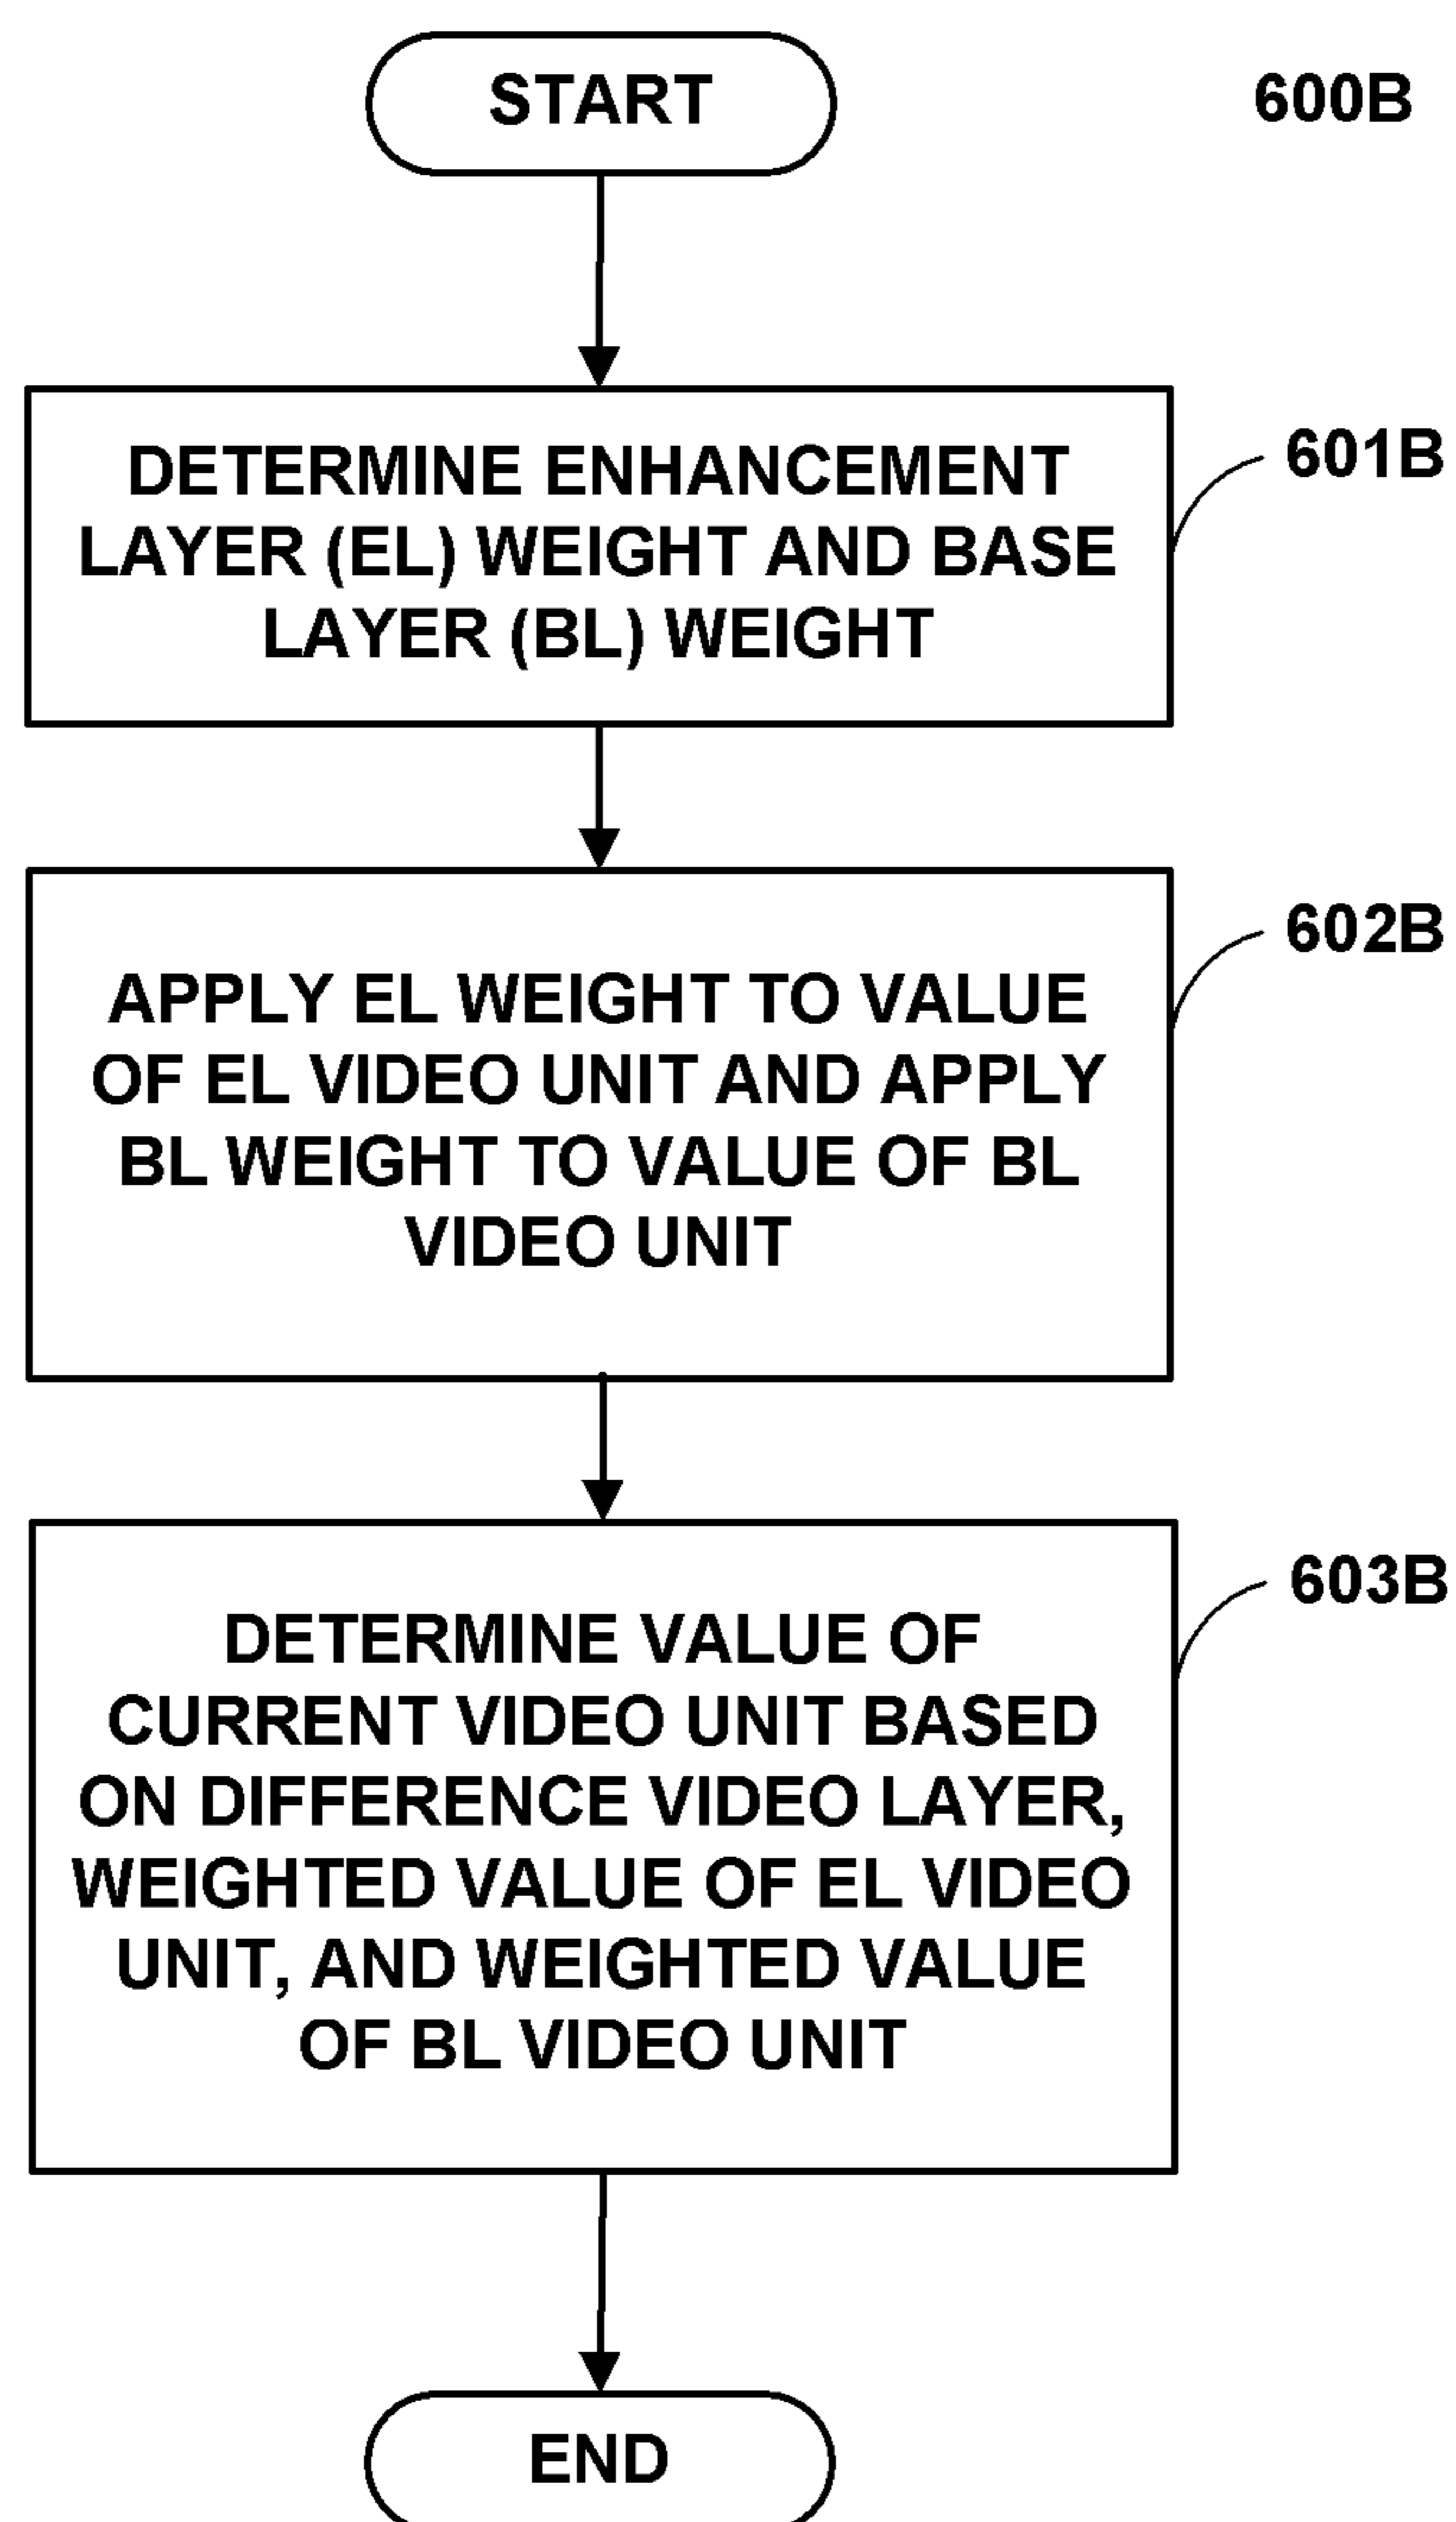 START
600B
DETERMINE ENHANCEMENT
LAYER (EL) WEIGHT AND BASE
LAYER (BL) WEIGHT
601B
APPLY EL WEIGHT TO VALUE
OF EL VIDEO UNIT AND APPLY
BL WEIGHT TO VALUE OF BL
VIDEO UNIT
602B
DETERMINE VALUE OF
CURRENT VIDEO UNIT BASED
ON DIFFERENCE VIDEO LAYER,
WEIGHTED VALUE OF EL VIDEO
UNIT, AND WEIGHTED VALUE
OF BL VIDEO UNIT
603B
END